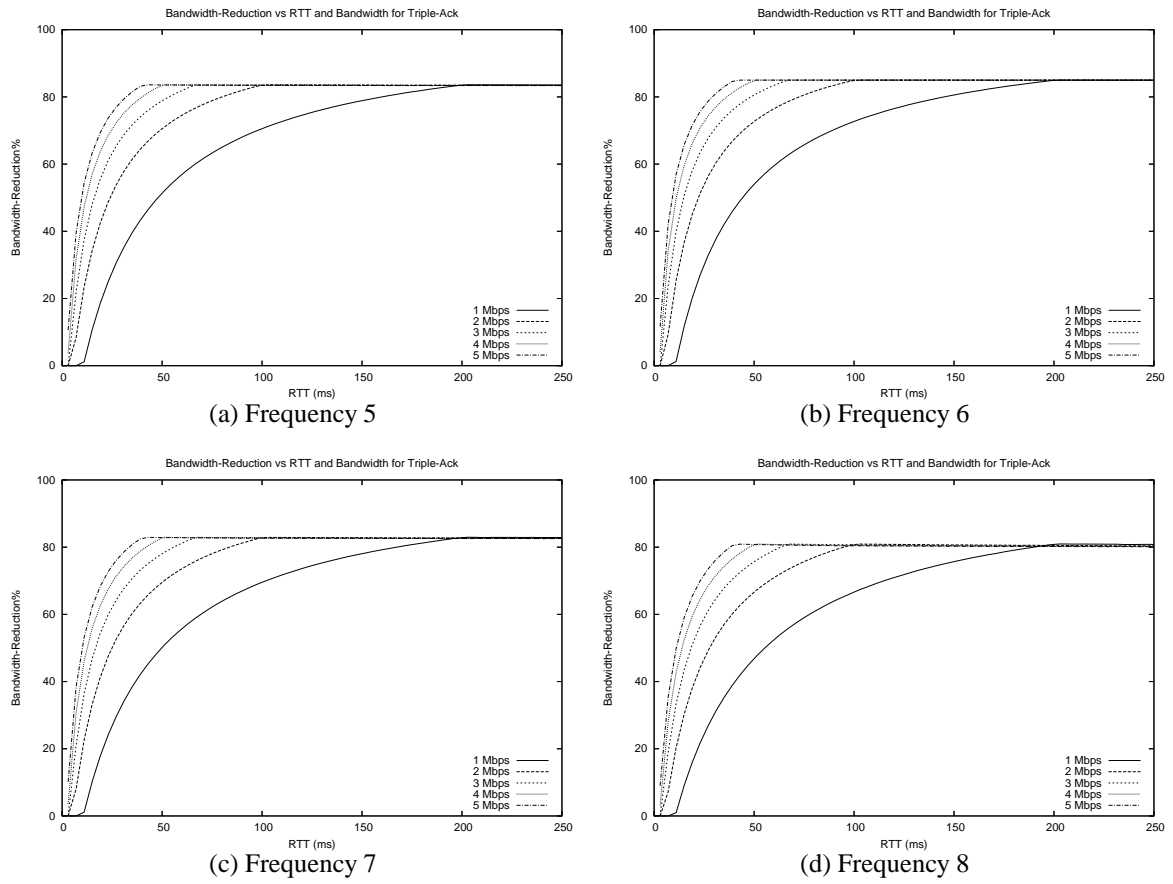 Bandwidth-Reduction vs RTT and Bandwidth for Triple-Ack
100
80
60
40
20
0
Bandwidth-Reduction%
1 Mbps
2 Mbps
3 Mbps
4 Mbps
5 Mbps
0 50 100 150 200 250
RTT (ms)
(a) Frequency 5
Bandwidth-Reduction vs RTT and Bandwidth for Triple-Ack
100
80
60
40
20
0
Bandwidth-Reduction%
1 Mbps
2 Mbps
3 Mbps
4 Mbps
5 Mbps
0 50 100 150 200 250
RTT (ms)
(b) Frequency 6
Bandwidth-Reduction vs RTT and Bandwidth for Triple-Ack
100
80
60
40
20
0
Bandwidth-Reduction%
1 Mbps
2 Mbps
3 Mbps
4 Mbps
5 Mbps
0 50 100 150 200 250
RTT (ms)
(c) Frequency 7
Bandwidth-Reduction vs RTT and Bandwidth for Triple-Ack
100
80
60
40
20
0
Bandwidth-Reduction%
1 Mbps
2 Mbps
3 Mbps
4 Mbps
5 Mbps
0 50 100 150 200 250
RTT (ms)
(d) Frequency 8